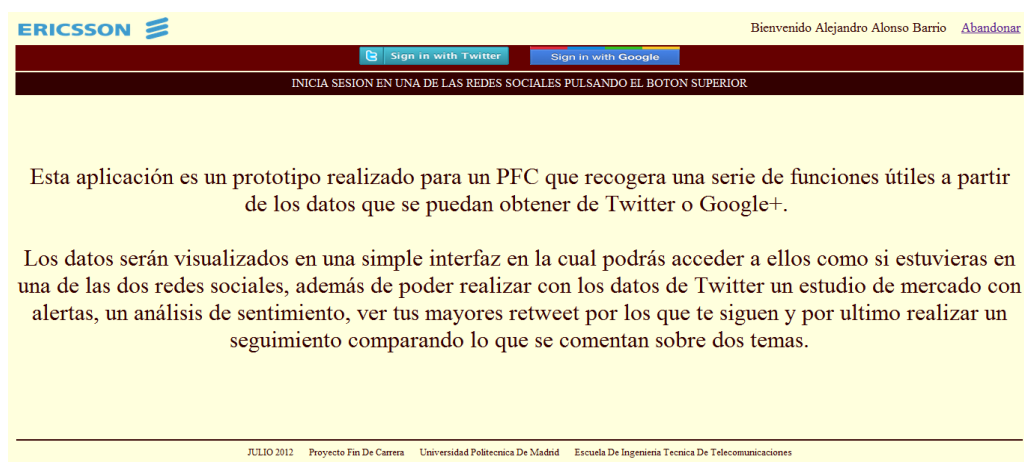 ERICSSON
Bienvenido Alejandro Alonso Barrio Abandonar
Sign in with Twitter Sign in with Google
INICIA SESION EN UNA DE LAS REDES SOCIALES PULSANDO EL BOTON SUPERIOR
Esta aplicación es un prototipo realizado para un PFC que recogera una serie de funciones útiles a partir
de los datos que se puedan obtener de Twitter o Google+.
Los datos serán visualizados en una simple interfaz en la cual podrás acceder a ellos como si estuvieras en
una de las dos redes sociales, además de poder realizar con los datos de Twitter un estudio de mercado con
alertas, un análisis de sentimiento, ver tus mayores retweet por los que te siguen y por ultimo realizar un
seguimiento comparando lo que se comentan sobre dos temas.
JULIO 2012 Proyecto Fin De Carrera Universidad Politecnica De Madrid Escuela De Ingenieria Tecnica De Telecomunicaciones